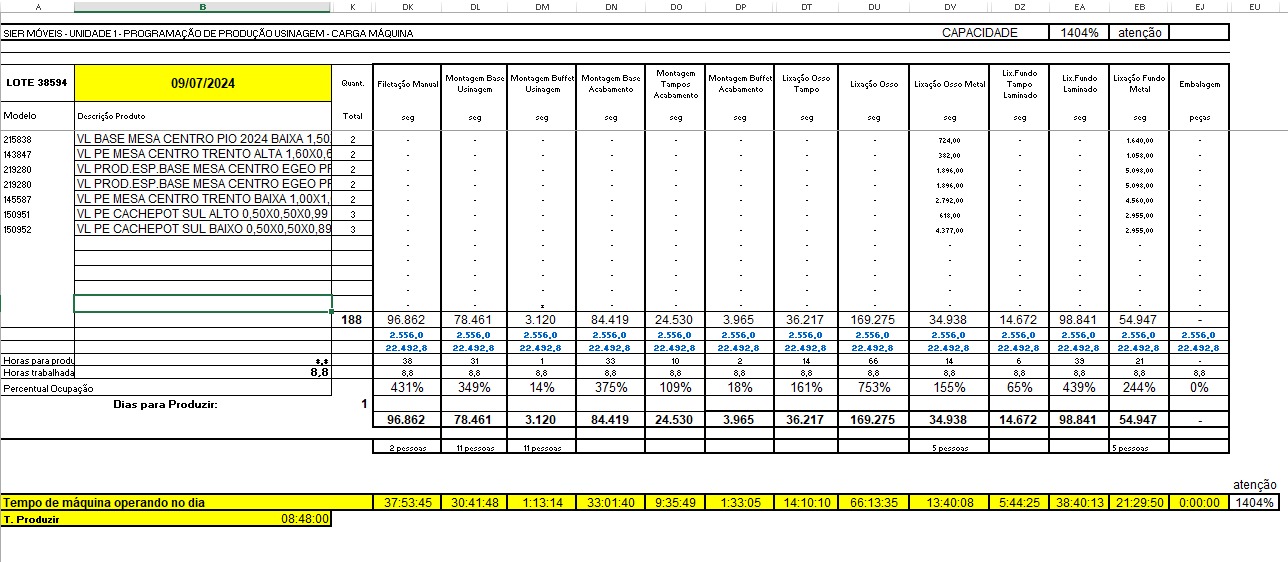 A B K DK DL DM DN DO DP DT DU DV DZ EA EB EJ EU
SIER MÓVEIS - UNIDADE 1 - PROGRAMAÇÃO DE PRODUÇÃO USINAGEM - CARGA MÁQUINA CAPACIDADE 1404% atenção
LOTE 38594 09/07/2024 Quant. Filetação Manual Montagem Base Usinagem Montagem Buffet Usinagem Montagem Base Acabamento Montagem Tampos Acabamento Montagem Buffet Acabamento Lixação Osso Tampo Lixação Osso Lixação Osso Metal Lix.Fundo Tampo Laminado Lix.Fundo Laminado Lixação Fundo Metal Embalagem
Modelo Descrição Produto Total seg seg seg seg seg seg seg seg seg seg seg seg peças
215838 VL BASE MESA CENTRO PIO 2024 BAIXA 1,50 2 - - - - - - - - 724,00 - - 1.640,00 -
143847 VL PE MESA CENTRO TRENTO ALTA 1,60X0,6 2 - - - - - - - - 382,00 - - 1.058,00 -
219280 VL PROD.ESP.BASE MESA CENTRO EGEO PF 2 - - - - - - - - 1.896,00 - - 5.098,00 -
219280 VL PROD.ESP.BASE MESA CENTRO EGEO PF 2 - - - - - - - - 1.896,00 - - 5.098,00 -
145587 VL PE MESA CENTRO TRENTO BAIXA 1,00X1, 2 - - - - - - - - 2.792,00 - - 4.560,00 -
150951 VL PE CACHEPOT SUL ALTO 0,50X0,50X0,99 3 - - - - - - - - 618,00 - - 2.955,00 -
150952 VL PE CACHEPOT SUL BAIXO 0,50X0,50X0,89 3 - - - - - - - - 4.377,00 - - 2.955,00 -
- - - - - - - - - - - - -
- - - - - - - - - - - - -
- - - - - - - - - - - - -
- - - - - - - - - - - - -
- - - - - - - - - - - -
188 96.862 78.461 3.120 84.419 24.530 3.965 36.217 169.275 34.938 14.672 98.841 54.947 -
2.556,0 2.556,0 2.556,0 2.556,0 2.556,0 2.556,0 2.556,0 2.556,0 2.556,0 2.556,0 2.556,0 2.556,0 2.556,0
22.492,8 22.492,8 22.492,8 22.492,8 22.492,8 22.492,8 22.492,8 22.492,8 22.492,8 22.492,8 22.492,8 22.492,8 22.492,8
Horas para produ *,* 38 31 1 33 10 2 14 66 14 6 39 21 -
Horas trabalhada 8,8 8,8 8,8 8,8 8,8 8,8 8,8 8,8 8,8 8,8 8,8 8,8 8,8 8,8
Percentual Ocupação 431% 349% 14% 375% 109% 18% 161% 753% 155% 65% 439% 244% 0%
Dias para Produzir: 1
96.862 78.461 3.120 84.419 24.530 3.965 36.217 169.275 34.938 14.672 98.841 54.947 -
2 pessoas 11 pessoas 11 pessoas 5 pessoas 5 pessoas
atenção
Tempo de máquina operando no dia 37:53:45 30:41:48 1:13:14 33:01:40 9:35:49 1:33:05 14:10:10 66:13:35 13:40:08 5:44:25 38:40:13 21:29:50 0:00:00 1404%
T. Produzir 08:48:00